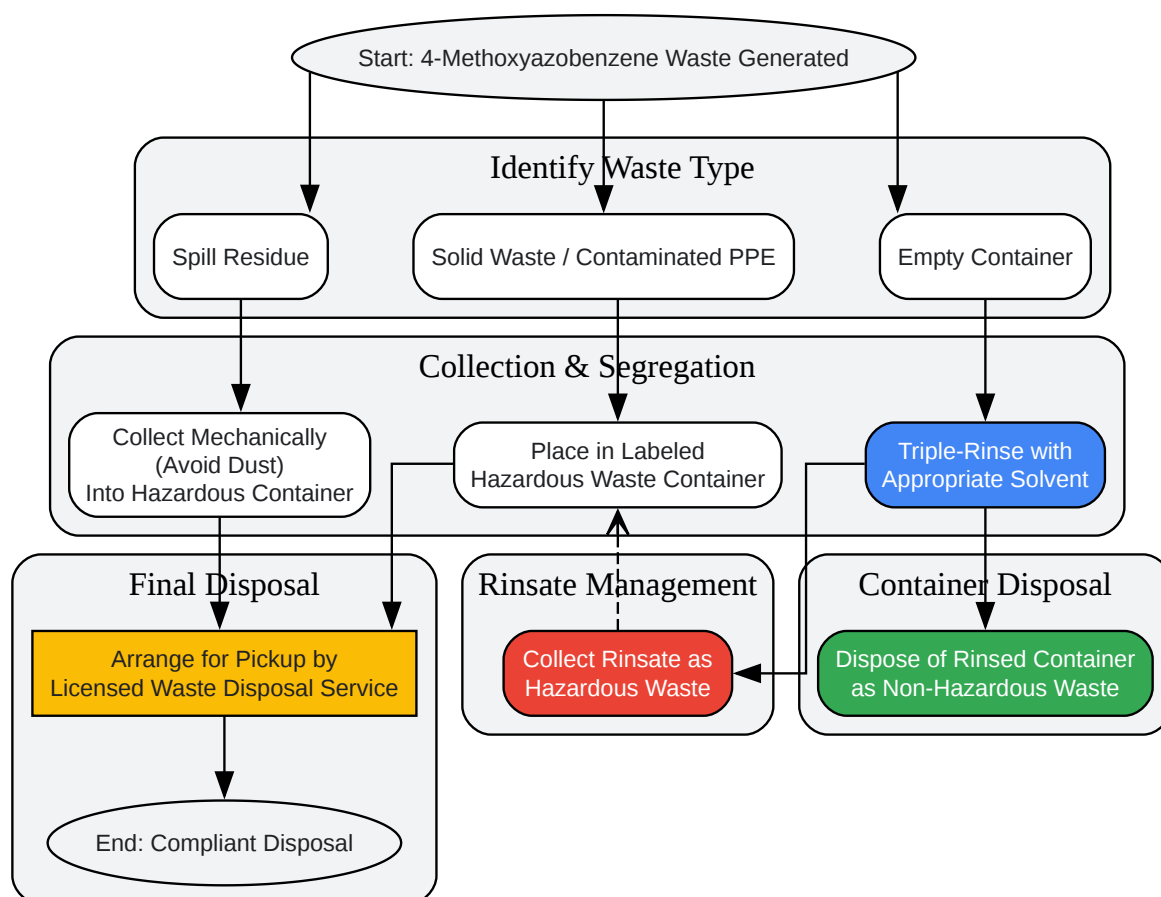 Start: 4-Methoxyazobenzene Waste Generated
Identify Waste Type
Spill Residue
Solid Waste / Contaminated PPE
Empty Container
Collection & Segregation
Collect Mechanically
(Avoid Dust)
Into Hazardous Container
Place in Labeled
Hazardous Waste Container
Triple-Rinse with
Appropriate Solvent
Final Disposal
Arrange for Pickup by
Licensed Waste Disposal Service
End: Compliant Disposal
Rinsate Management
Collect Rinsate as
Hazardous Waste
Container Disposal
Dispose of Rinsed Container
as Non-Hazardous Waste